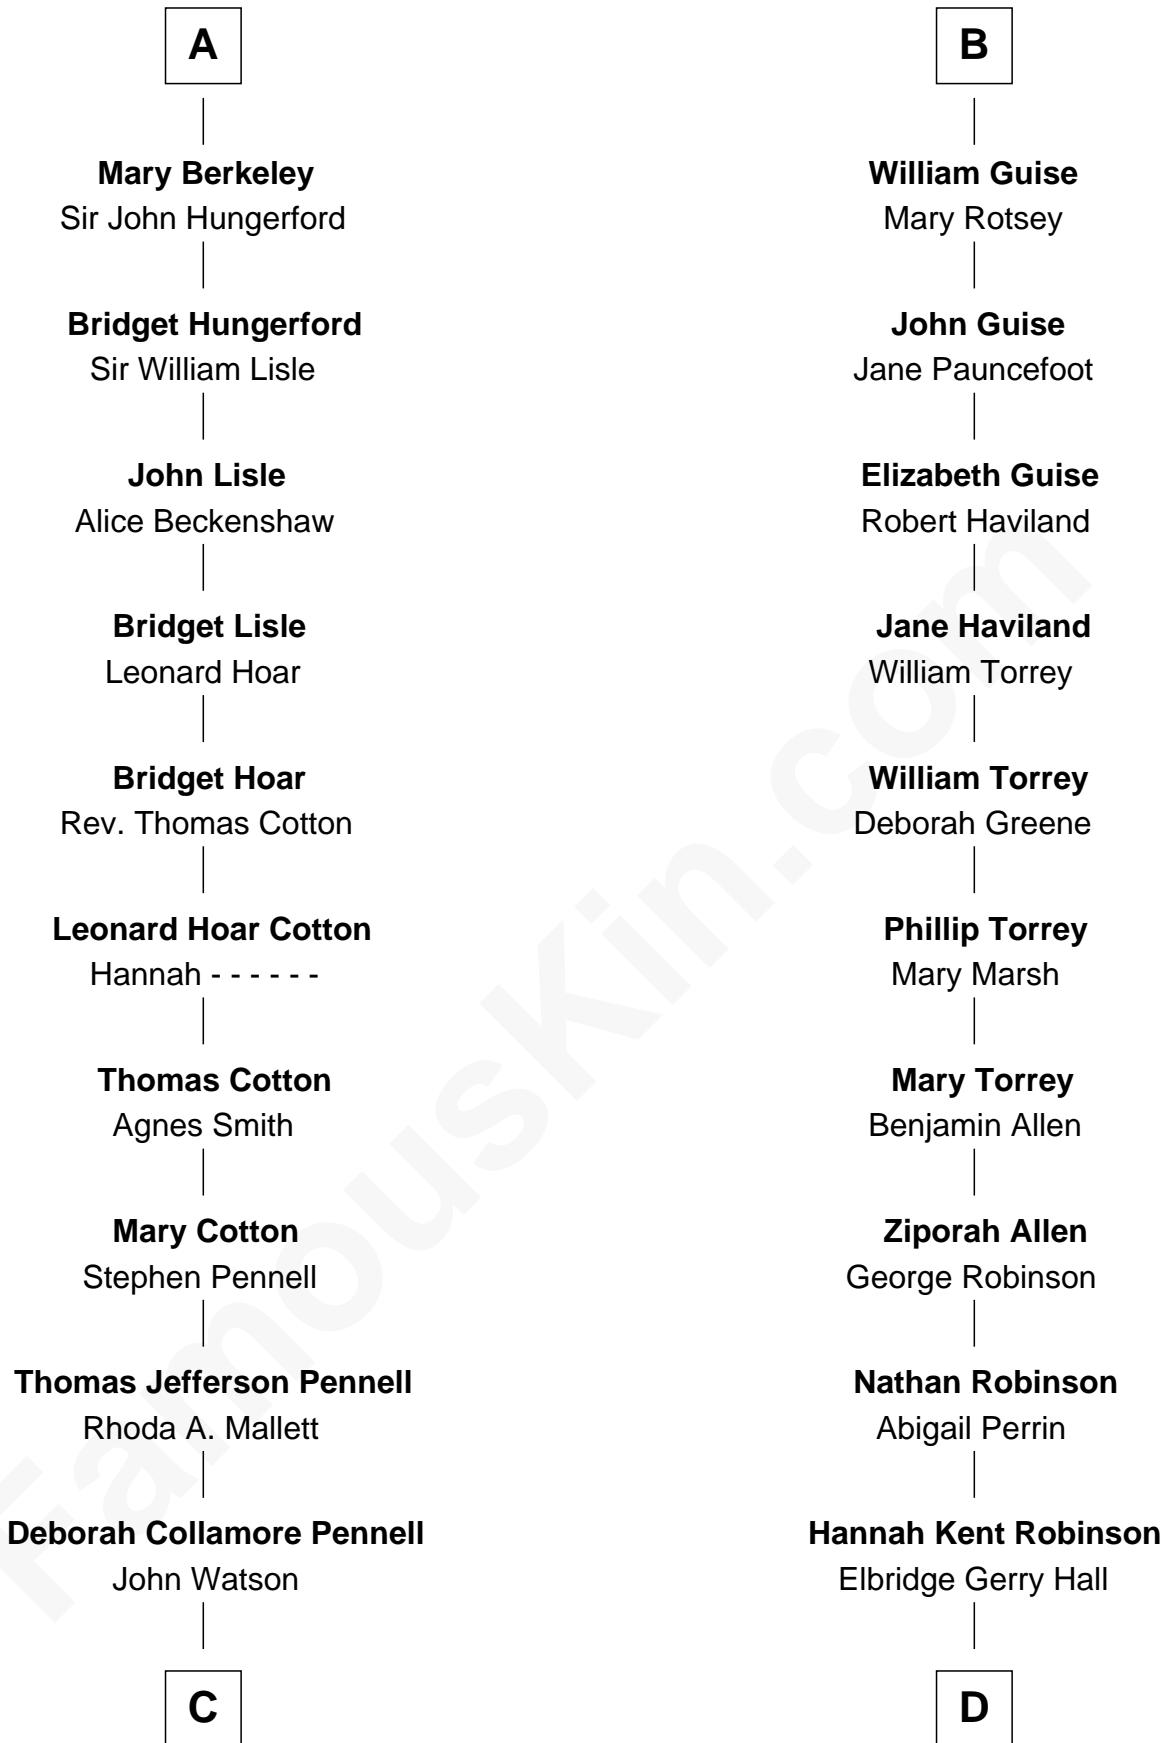 A
Mary Berkeley
Sir John Hungerford
Bridget Hungerford
Sir William Lisle
John Lisle
Alice Beckenshaw
Bridget Lisle
Leonard Hoar
Bridget Hoar
Rev. Thomas Cotton
Leonard Hoar Cotton
Hannah - - - - - -
Thomas Cotton
Agnes Smith
Mary Cotton
Stephen Pennell
Thomas Jefferson Pennell
Rhoda A. Mallett
Deborah Collamore Pennell
John Watson
C
B
William Guise
Mary Rotsey
John Guise
Jane Pauncefoot
Elizabeth Guise
Robert Haviland
Jane Haviland
William Torrey
William Torrey
Deborah Greene
Phillip Torrey
Mary Marsh
Mary Torrey
Benjamin Allen
Ziporah Allen
George Robinson
Nathan Robinson
Abigail Perrin
Hannah Kent Robinson
Elbridge Gerry Hall
D
FamousKin.com